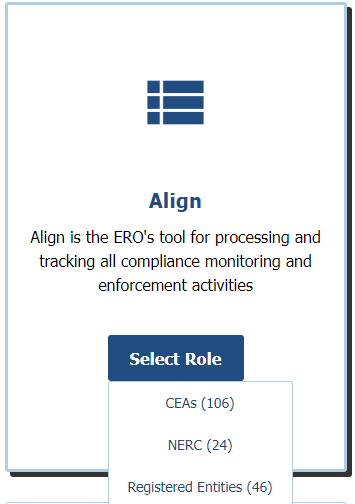 Align
Align is the ERO's tool for processing and
tracking all compliance monitoring and
enforcement activities
Select Role
CEAs (106)
NERC (24)
Registered Entities (46)